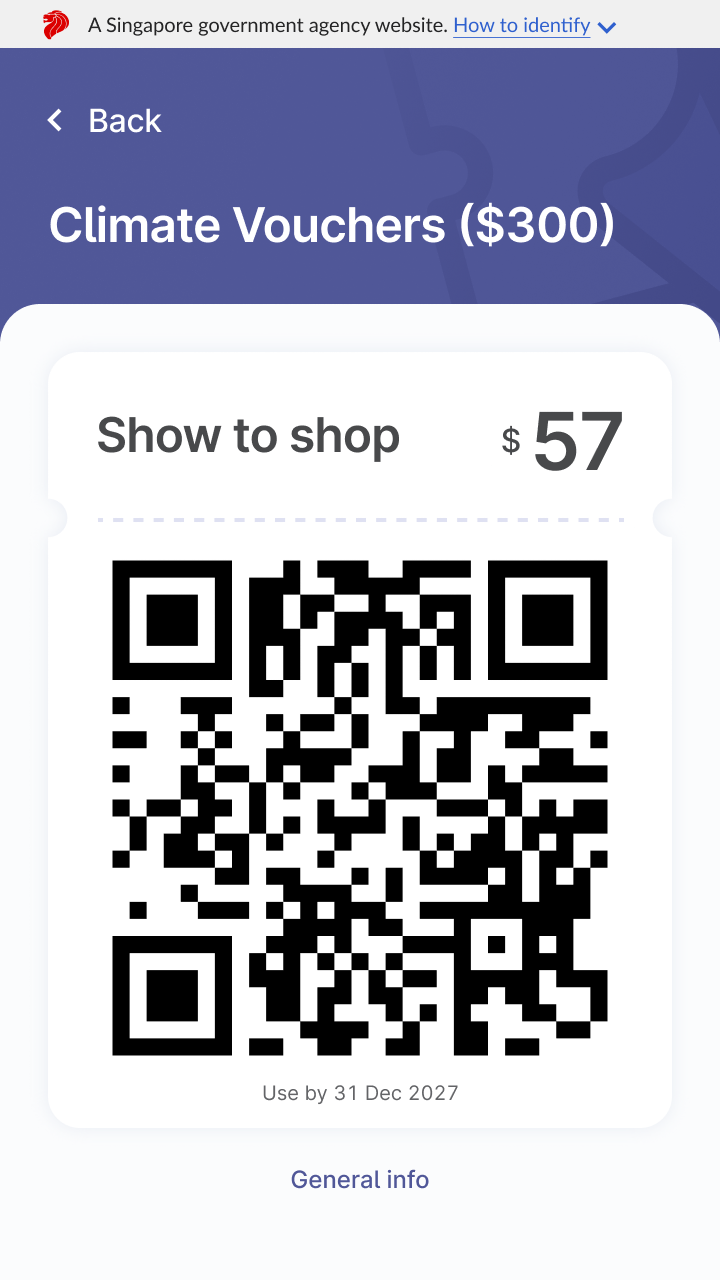 A Singapore government agency website. How to identify
Back
Climate Vouchers ($300)
Show to shop
$ 57
Use by 31 Dec 2027
General info